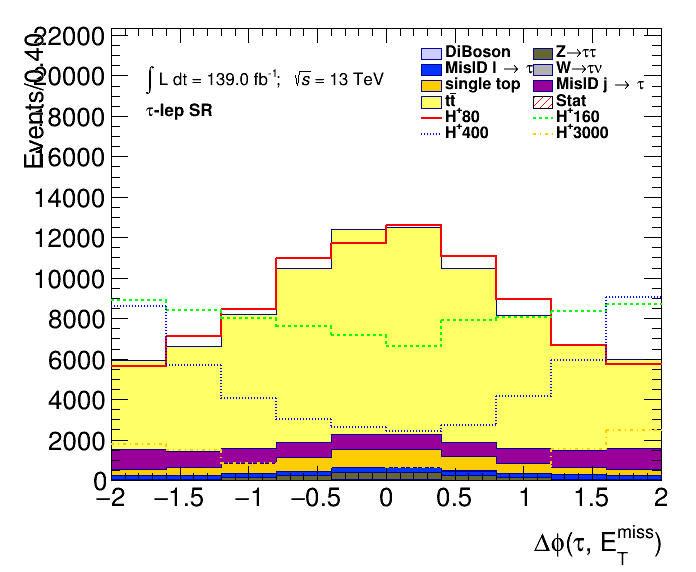 Events/0.40
22000
20000
18000
16000
14000
12000
10000
8000
6000
4000
2000
0
∫ L dt = 139.0 fb⁻¹; √s = 13 TeV
τ-lep SR
DiBoson Z→ττ
MisID l → τ W→τν
single top MisID j → τ
tt̄ Stat
H⁺80 H⁺160
H⁺400 H⁺3000
−2 −1.5 −1 −0.5 0 0.5 1 1.5 2
Δϕ(τ, E_T^miss)